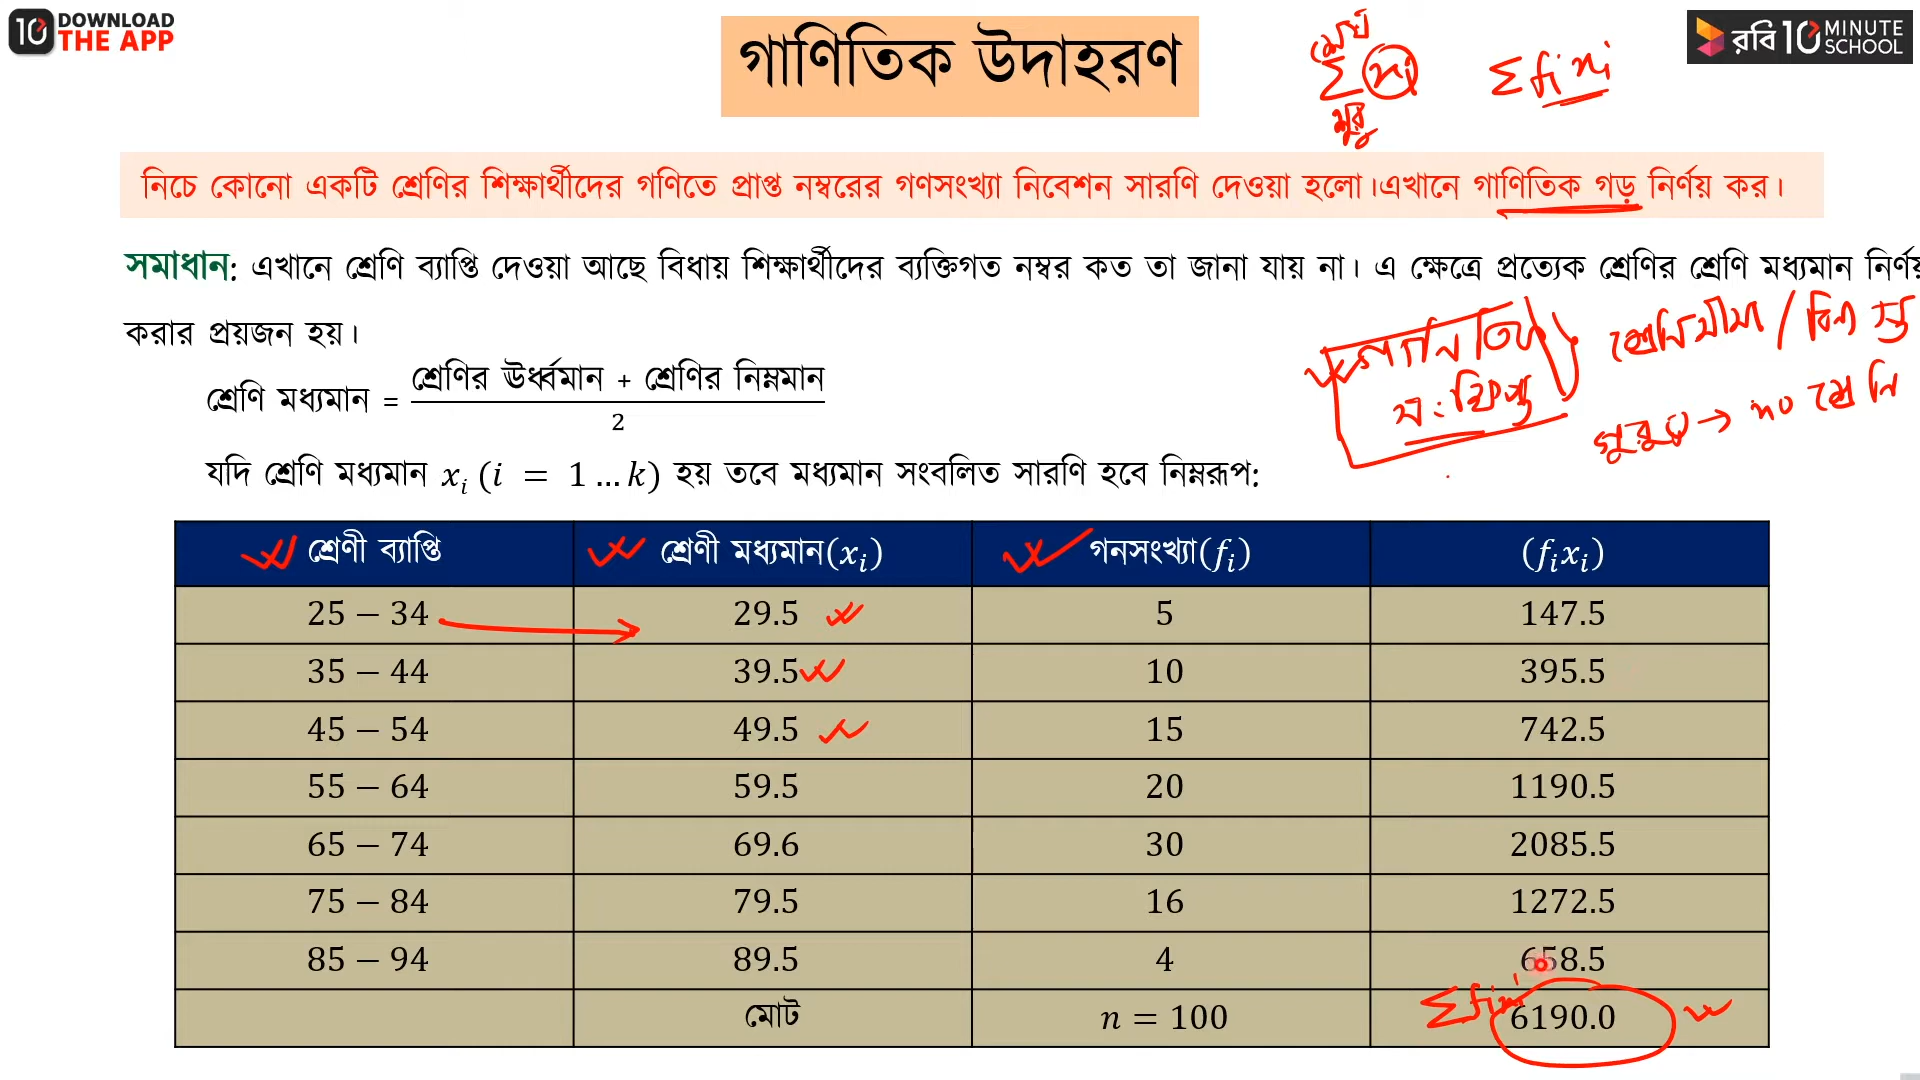 10 DOWNLOAD
THE APP
গাণিতিক উদাহরণ
রবি 10 MINUTE
SCHOOL
শেষ
Σ xi
শুরু
Σ fi xi
নিচে কোনো একটি শ্রেণির শিক্ষার্থীদের গণিতে প্রাপ্ত নম্বরের গণসংখ্যা নিবেশন সারণি দেওয়া হলো।এখানে গাণিতিক গড় নির্ণয় কর।
সমাধান: এখানে শ্রেণি ব্যাপ্তি দেওয়া আছে বিধায় শিক্ষার্থীদের ব্যক্তিগত নম্বর কত তা জানা যায় না। এ ক্ষেত্রে প্রত্যেক শ্রেণির শ্রেণি মধ্যমান নির্ণয়
করার প্রয়জন হয়।
শ্রেণি মধ্যমান = শ্রেণির ঊর্ধ্বমান + শ্রেণির নিম্নমান
2
যদি শ্রেণি মধ্যমান xᵢ (i = 1 … k) হয় তবে মধ্যমান সংবলিত সারণি হবে নিম্নরূপ:
সংক্ষিপ্ত
→ no শ্রেনি
শ্রেণী ব্যাপ্তি শ্রেণী মধ্যমান(xᵢ) গনসংখ্যা(fᵢ) (fᵢxᵢ)
25 – 34 29.5 5 147.5
35 – 44 39.5 10 395.5
45 – 54 49.5 15 742.5
55 – 64 59.5 20 1190.5
65 – 74 69.6 30 2085.5
75 – 84 79.5 16 1272.5
85 – 94 89.5 4 658.5
মোট n = 100 Σfixi 6190.0